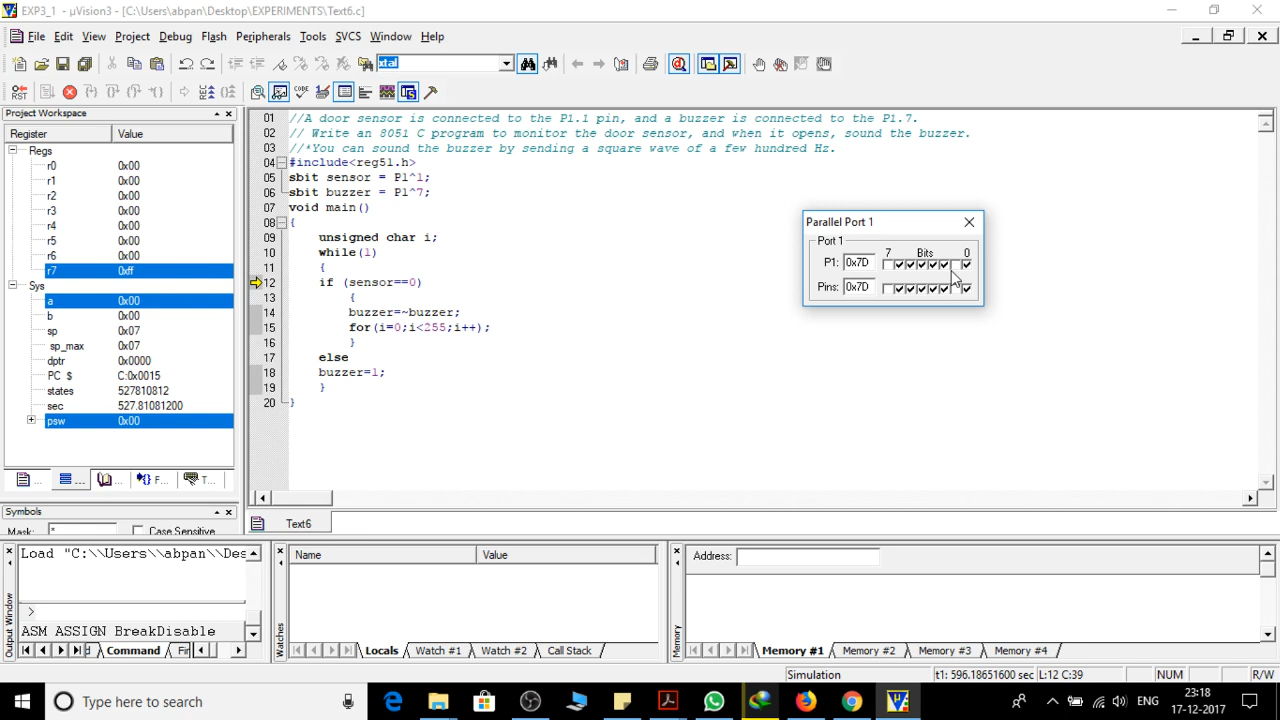 EXP3_1 - µVision3 - [C:\Users\abpan\Desktop\EXPERIMENTS\Text6.c]
File Edit View Project Debug Flash Peripherals Tools SVCS Window Help
xtal
RST
CODE
Project Workspace
Register Value
Regs
r0 0x00
r1 0x00
r2 0x00
r3 0x00
r4 0x00
r5 0x00
r6 0x00
r7 0xff
Sys
a 0x00
b 0x00
sp 0x07
sp_max 0x07
dptr 0x0000
PC $ C:0x0015
states 527810812
sec 527.81081200
psw 0x00
... ... ... F... T...
Symbols
Mask: * Case Sensitive
01 //A door sensor is connected to the P1.1 pin, and a buzzer is connected to the P1.7.
02 // Write an 8051 C program to monitor the door sensor, and when it opens, sound the buzzer.
03 //*You can sound the buzzer by sending a square wave of a few hundred Hz.
04 #include<reg51.h>
05 sbit sensor = P1^1;
06 sbit buzzer = P1^7;
07 void main()
08 {
09 unsigned char i;
10 while(1)
11 {
12 if (sensor==0)
13 {
14 buzzer=~buzzer;
15 for(i=0;i<255;i++);
16 }
17 else
18 buzzer=1;
19 }
20 }
Parallel Port 1
Port 1
7 Bits 0
P1: 0x7D
Pins: 0x7D
Text6
Output Window
Load "C:\\Users\\abpan\\Des
>
ASM ASSIGN BreakDisable
Command
Watches
Name Value
Locals Watch #1 Watch #2 Call Stack
Memory
Address:
Memory #1 Memory #2 Memory #3 Memory #4
Simulation t1: 596.18651600 sec L:12 C:39 NUM R/W
Type here to search
ENG
23:18
17-12-2017